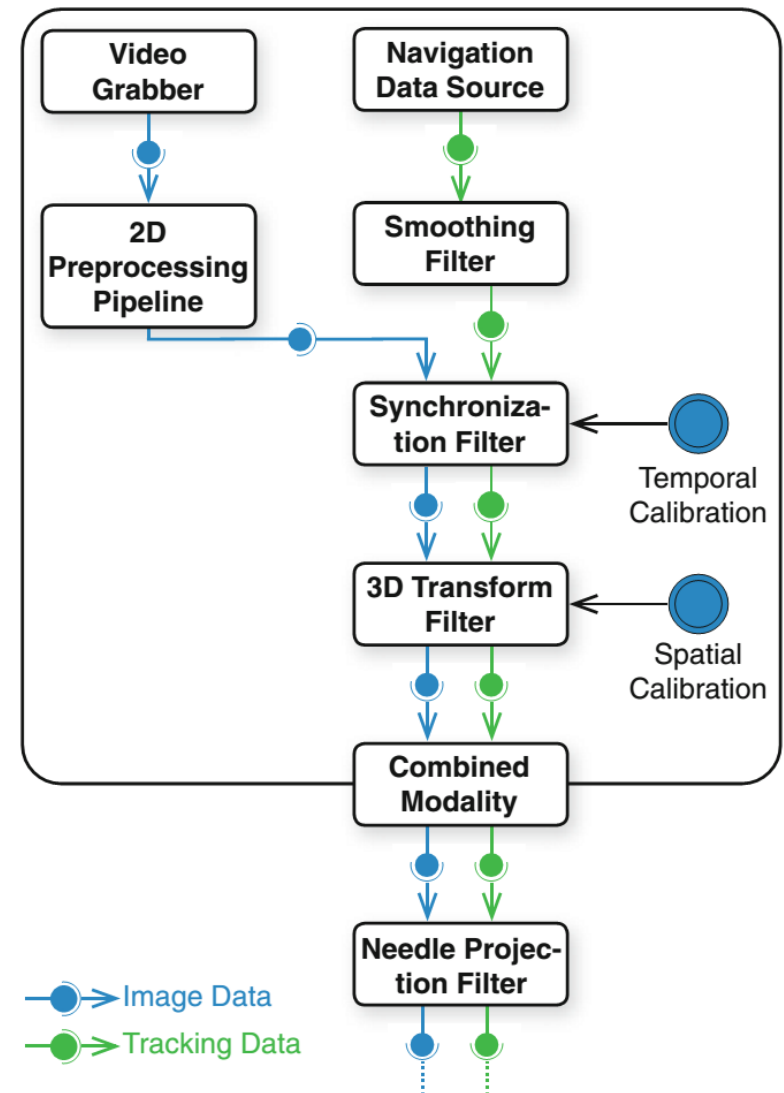 Video
Grabber
Navigation
Data Source
2D
Preprocessing
Pipeline
Smoothing
Filter
Synchroniza-
tion Filter
Temporal
Calibration
3D Transform
Filter
Spatial
Calibration
Combined
Modality
Needle Projec-
tion Filter
Image Data
Tracking Data